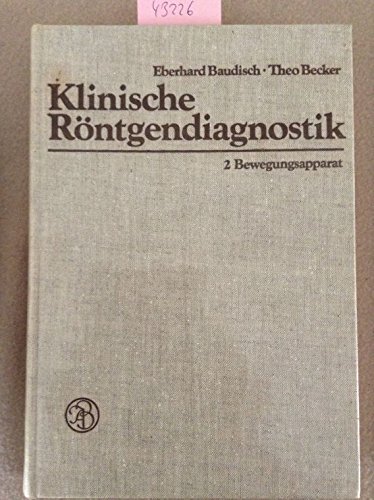 43226
Eberhard Baudisch · Theo Becker
Klinische
Röntgendiagnostik
2 Bewegungsapparat